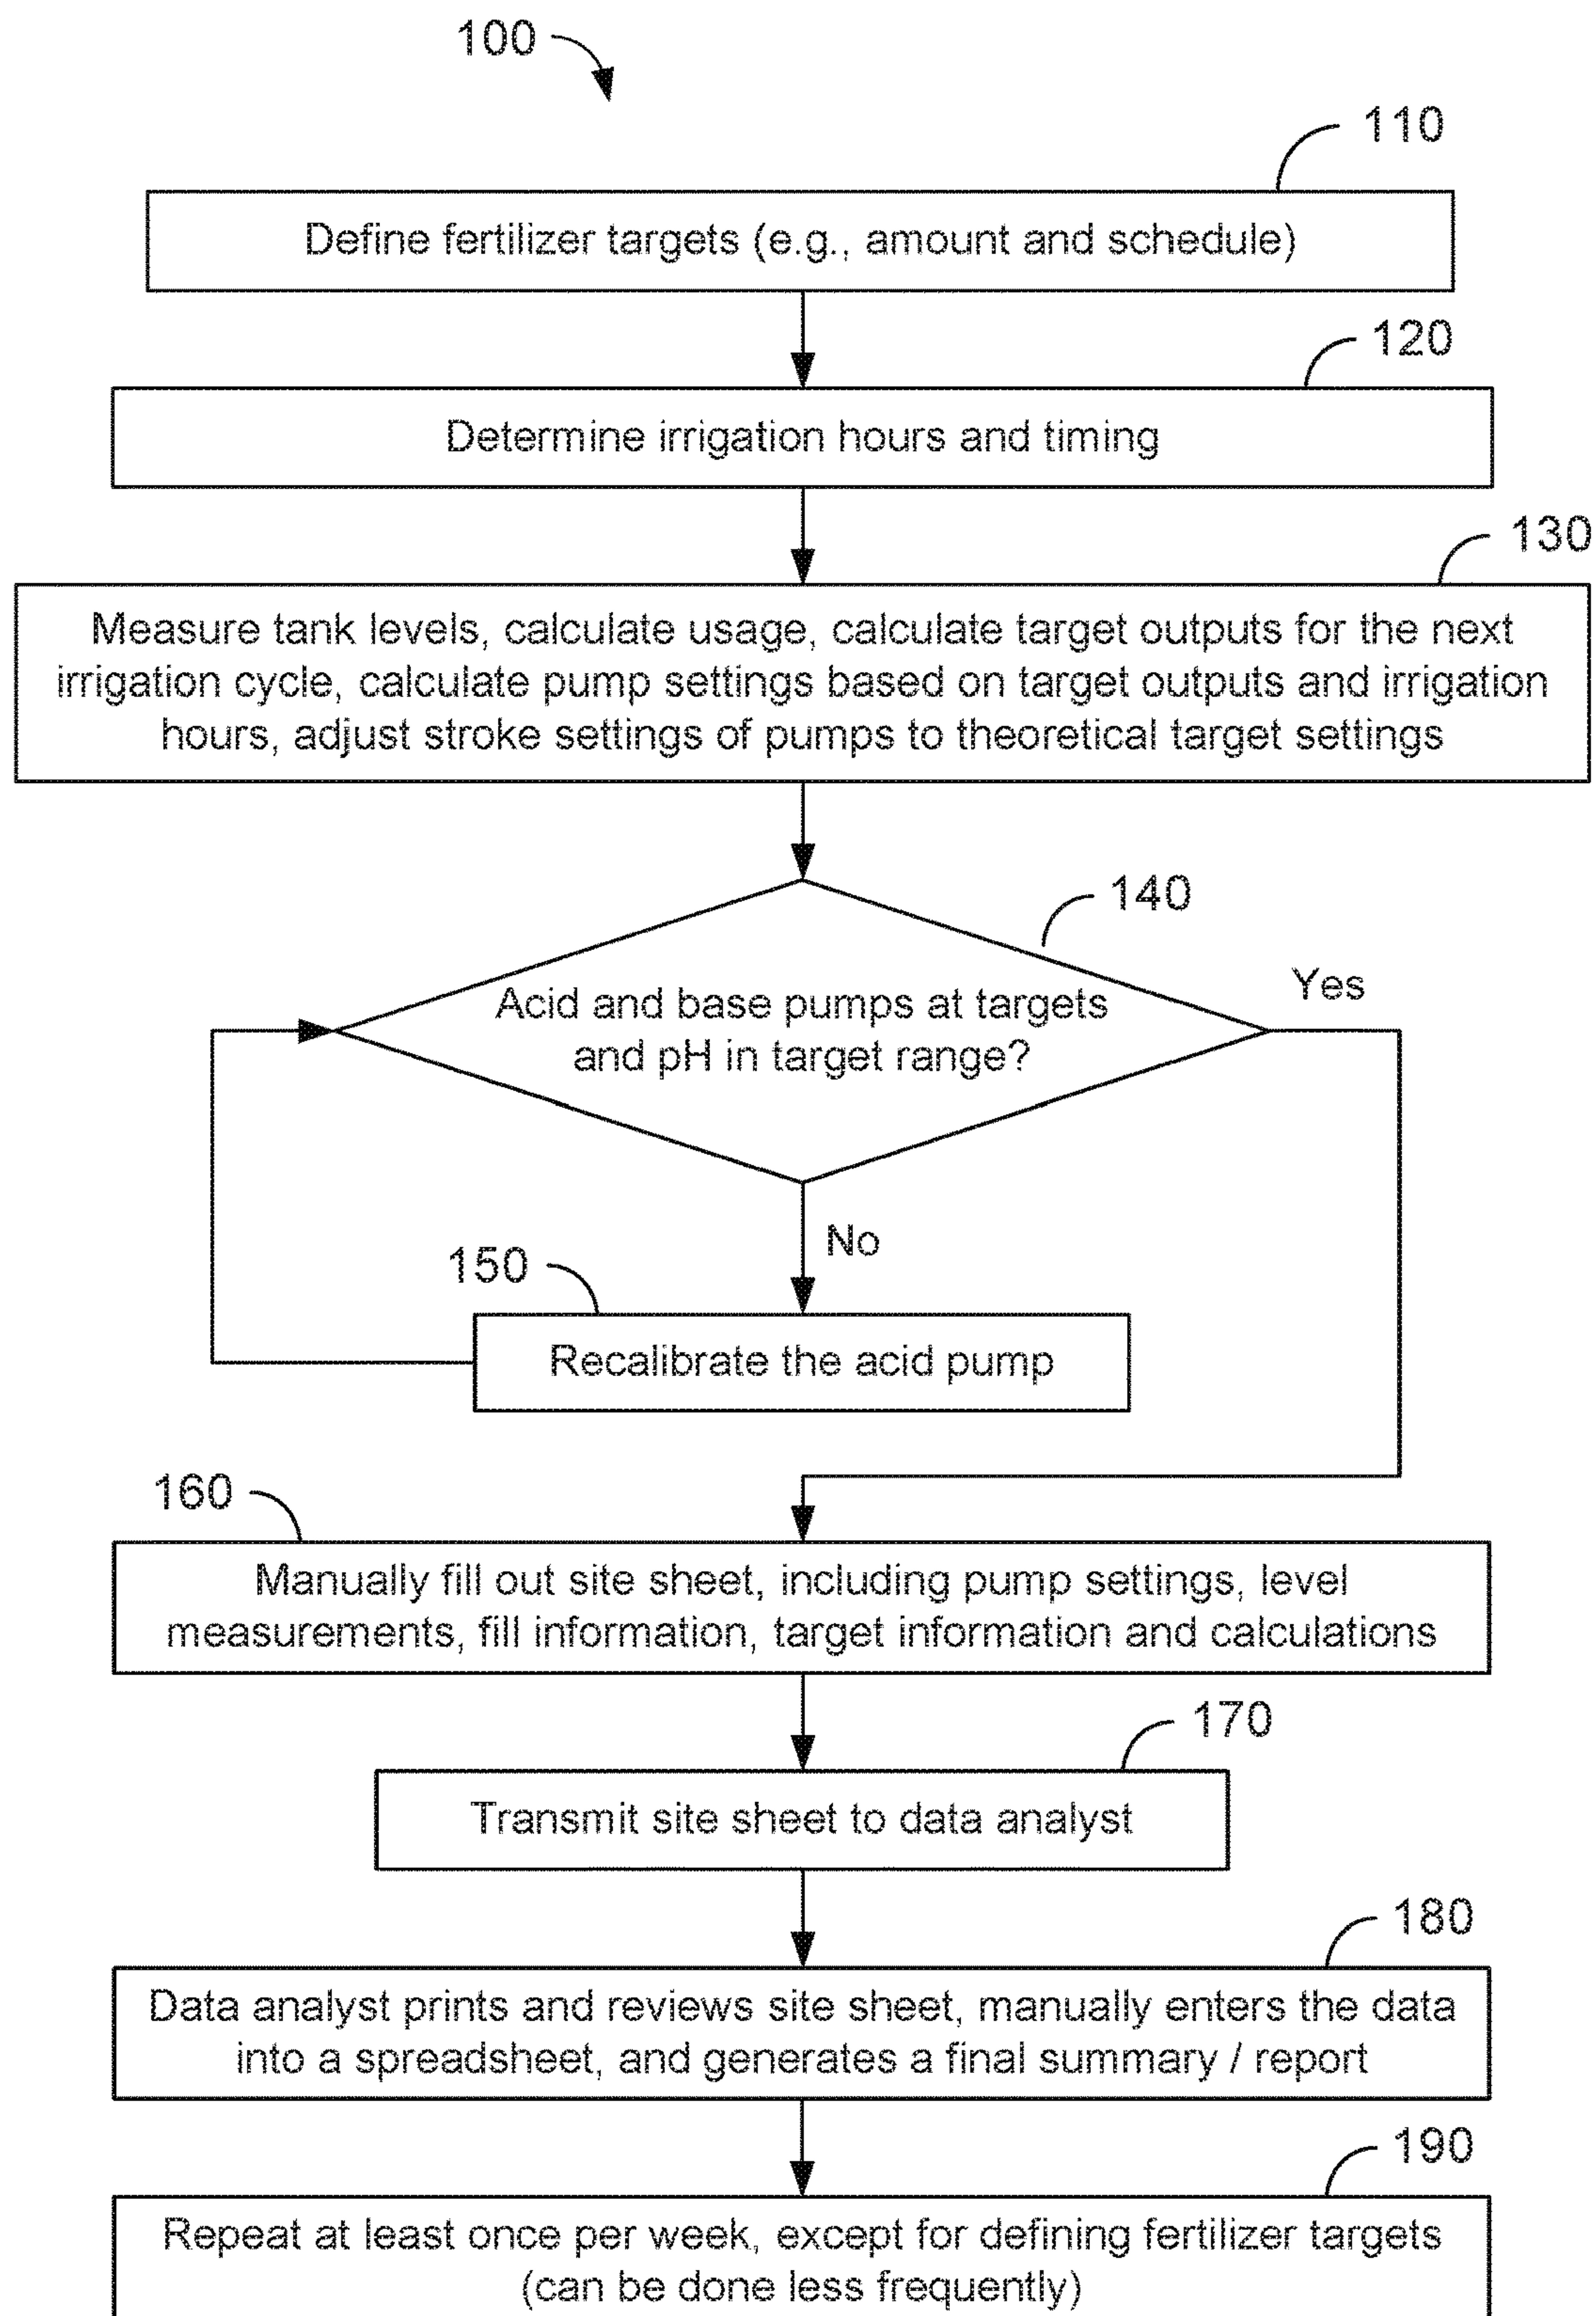 100
110
Define fertilizer targets (e.g., amount and schedule)
120
Determine irrigation hours and timing
130
Measure tank levels, calculate usage, calculate target outputs for the next
irrigation cycle, calculate pump settings based on target outputs and irrigation
hours, adjust stroke settings of pumps to theoretical target settings
140
Acid and base pumps at targets
and pH in target range?
Yes
No
150
Recalibrate the acid pump
160
Manually fill out site sheet, including pump settings, level
measurements, fill information, target information and calculations
170
Transmit site sheet to data analyst
180
Data analyst prints and reviews site sheet, manually enters the data
into a spreadsheet, and generates a final summary / report
190
Repeat at least once per week, except for defining fertilizer targets
(can be done less frequently)